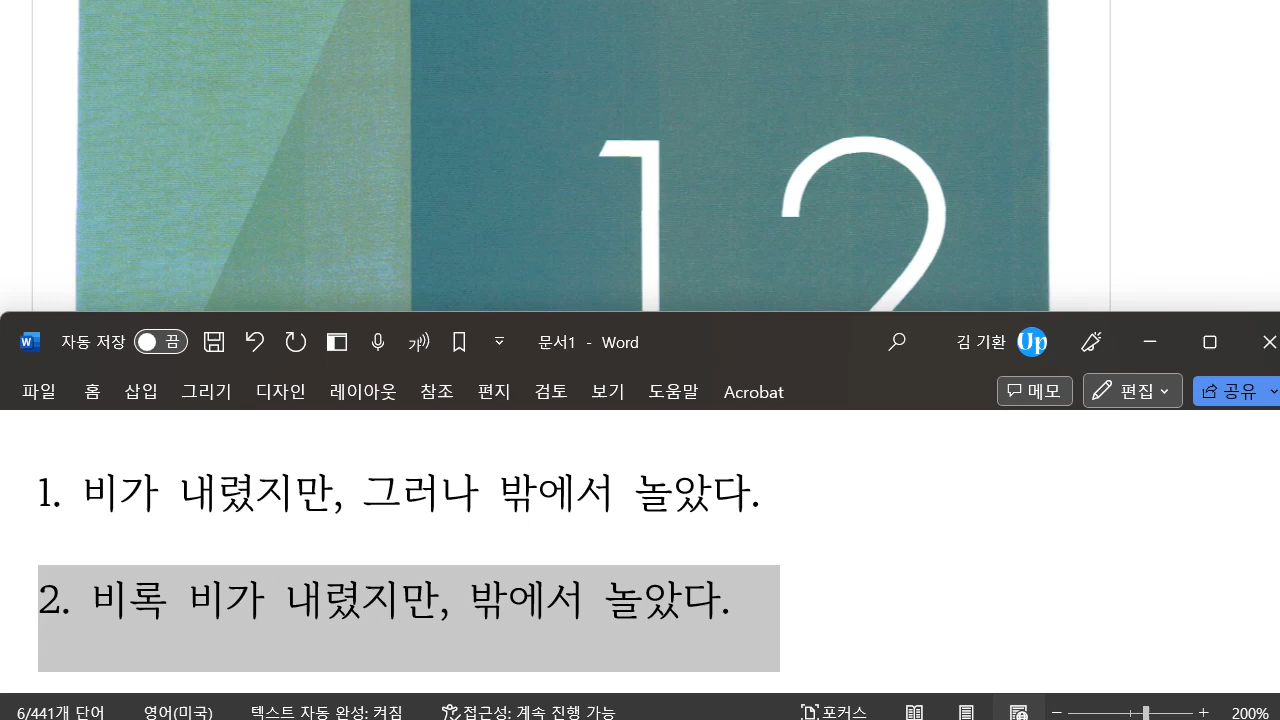 12
자동 저장 끔 가 문서1 - Word 김 기환 Up
파일 홈 삽입 그리기 디자인 레이아웃 참조 편지 검토 보기 도움말 Acrobat 메모 편집 공유
1. 비가 내렸지만, 그러나 밖에서 놀았다.
2. 비록 비가 내렸지만, 밖에서 놀았다.
6/441개 단어 영어(미국) 텍스트 자동 완성: 켜짐 접근성: 계속 진행 가능 포커스 200%